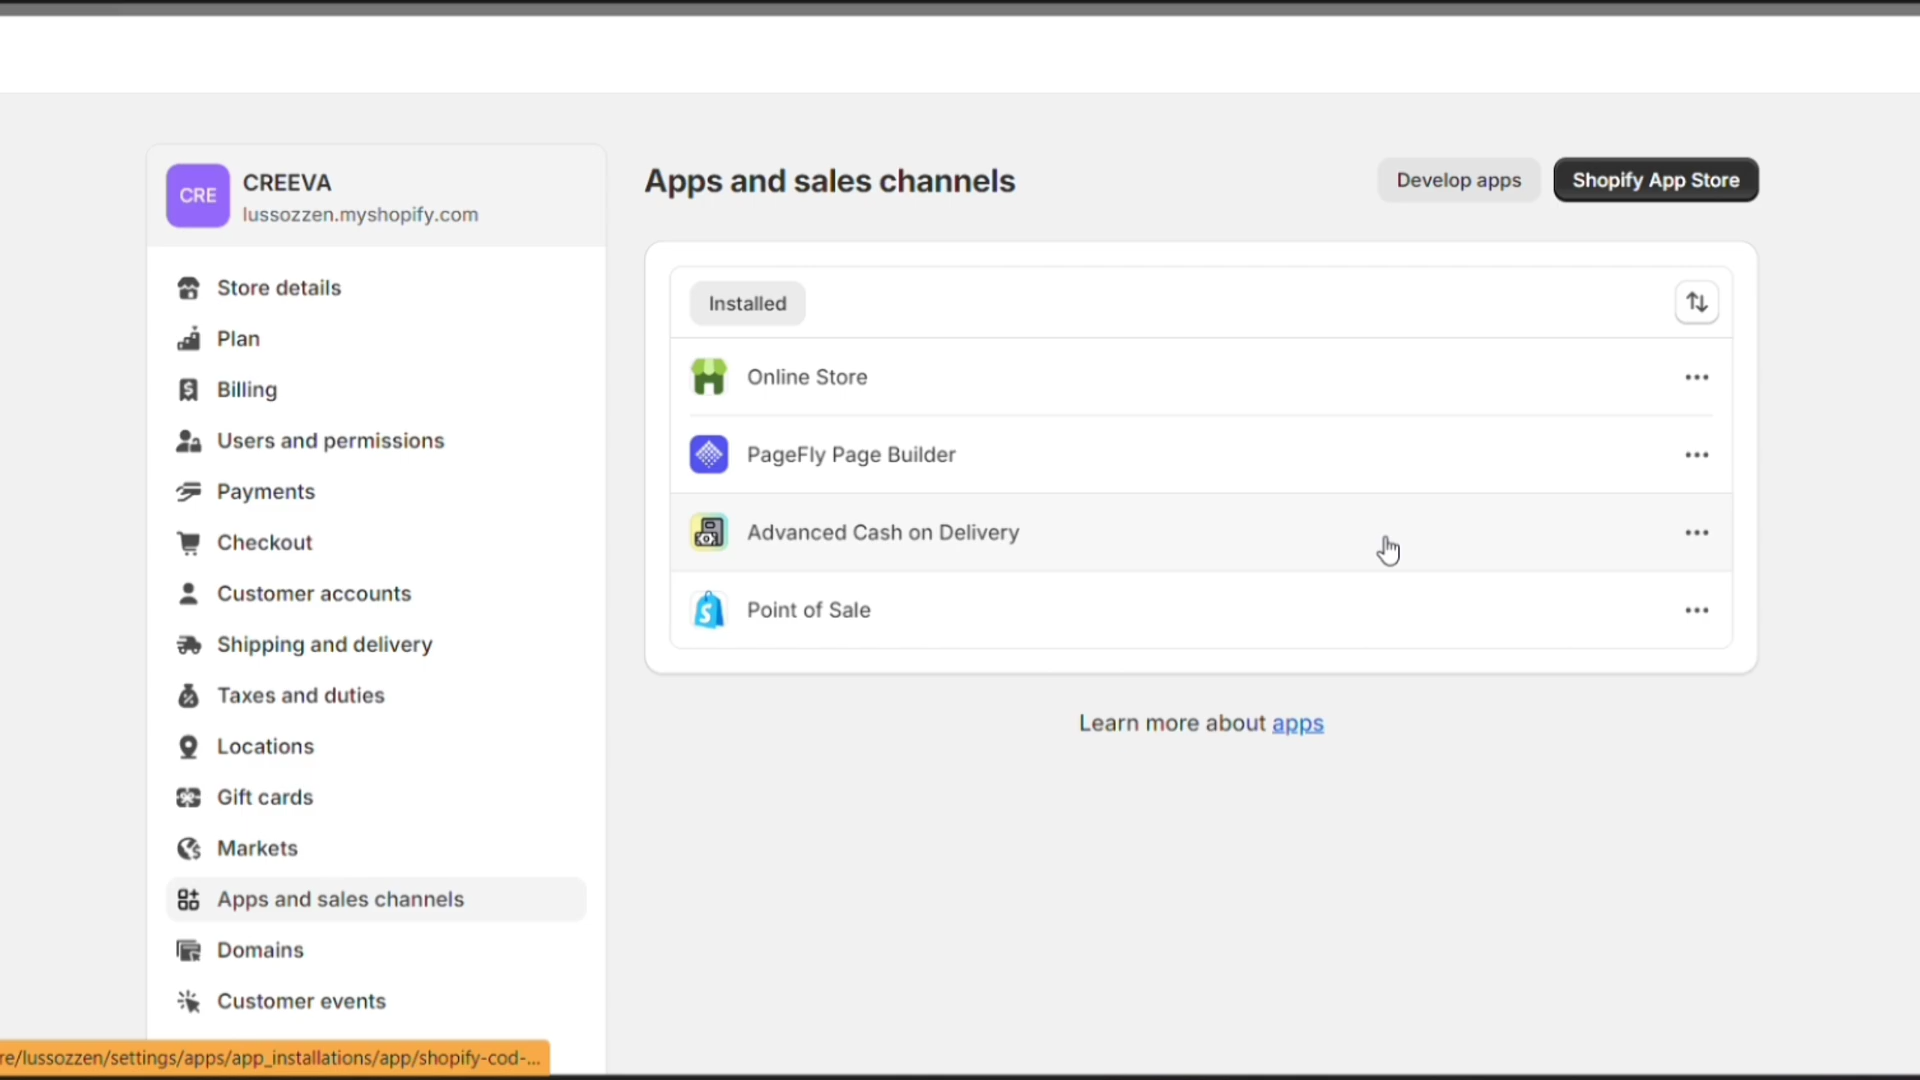 CRE
CREEVA
lussozzen.myshopify.com
Store details
Plan
Billing
Users and permissions
Payments
Checkout
Customer accounts
Shipping and delivery
Taxes and duties
Locations
Gift cards
Markets
Apps and sales channels
Domains
Customer events
Apps and sales channels
Develop apps
Shopify App Store
Installed
Online Store
PageFly Page Builder
Advanced Cash on Delivery
Point of Sale
Learn more about apps
re/lussozzen/settings/apps/app_installations/app/shopify-cod-...